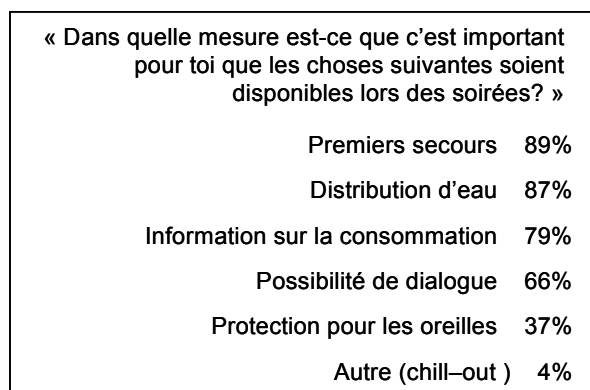 « Dans quelle mesure est-ce que c'est important
pour toi que les choses suivantes soient
disponibles lors des soirées? »
Premiers secours 89%
Distribution d'eau 87%
Information sur la consommation 79%
Possibilité de dialogue 66%
Protection pour les oreilles 37%
Autre (chill–out ) 4%